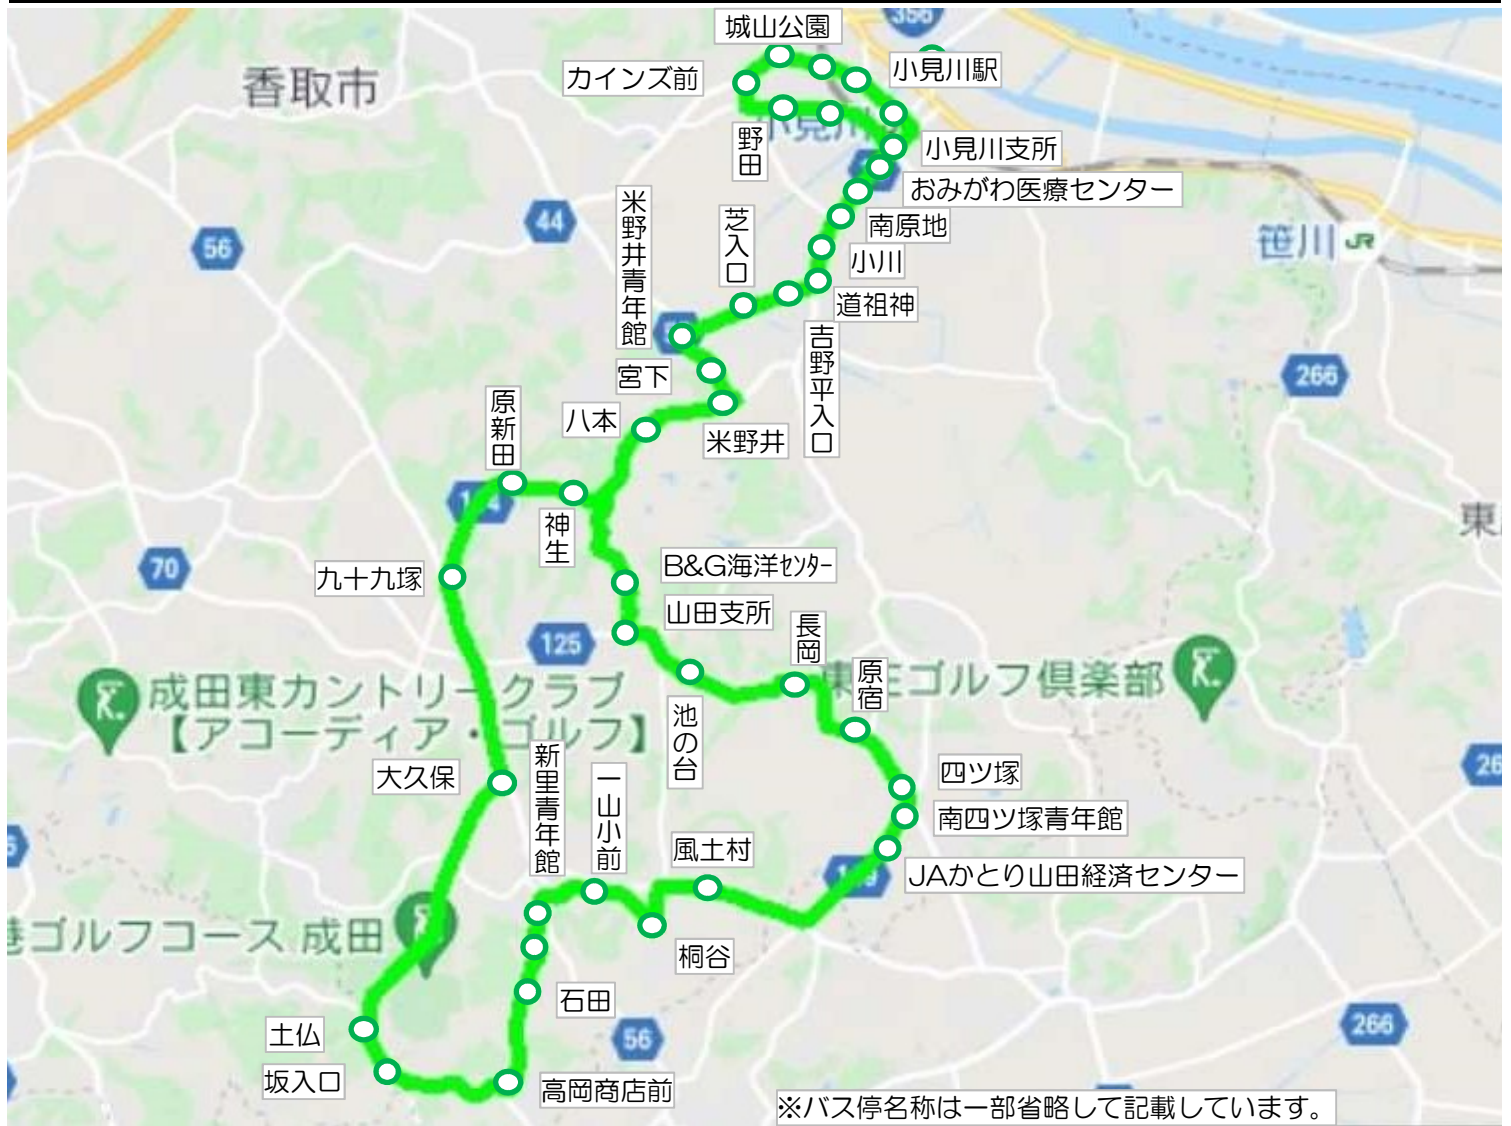 城山公園
356
香取市
カインズ前
小見川駅
野田
小見川支所
おみがわ医療センター
米野井青年館
44
芝入口
南原地
56
小川
笹川 JR
道祖神
吉野平入口
宮下
266
原新田
八本
米野井
神生
東
70
九十九塚
B&G海洋センター
山田支所
長岡
125
原宿
東庄ゴルフ倶楽部
成田東カントリークラブ
【アコーディア・ゴルフ】
池の台
新里青年館
大久保
一山小前
四ツ塚
26
南四ツ塚青年館
風土村
JAかとり山田経済センター
港ゴルフコース 成田
桐谷
石田
土仏
56
266
坂入口
高岡商店前
※バス停名称は一部省略して記載しています。